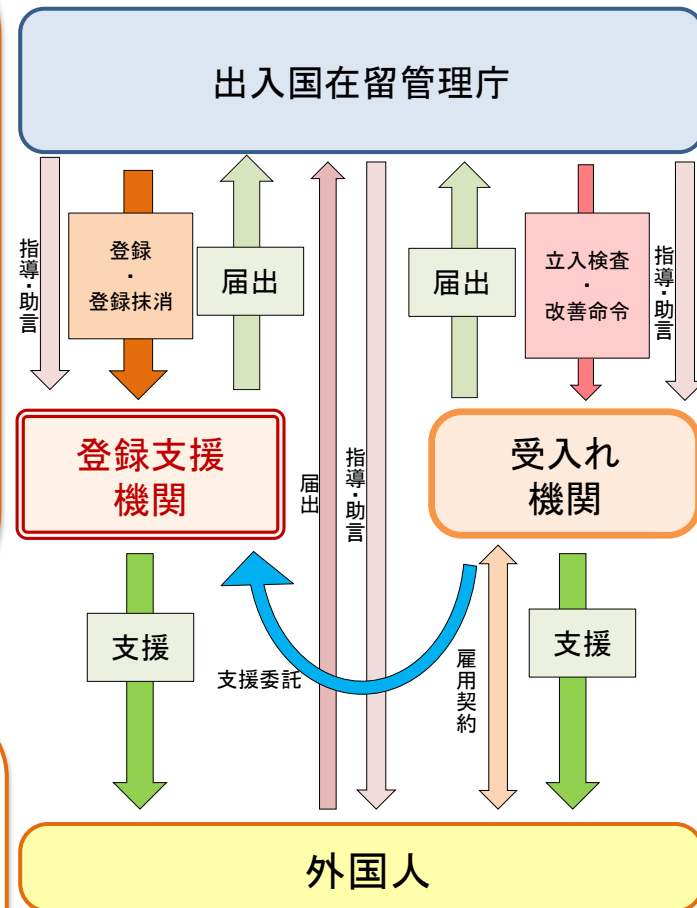 出入国在留管理庁
指導・助言
登録
・
登録抹消
届出
届出
指導・助言
届出
立入検査
・
改善命令
指導・助言
登録支援
機関
受入れ
機関
支援
支援委託
雇用契約
支援
外国人